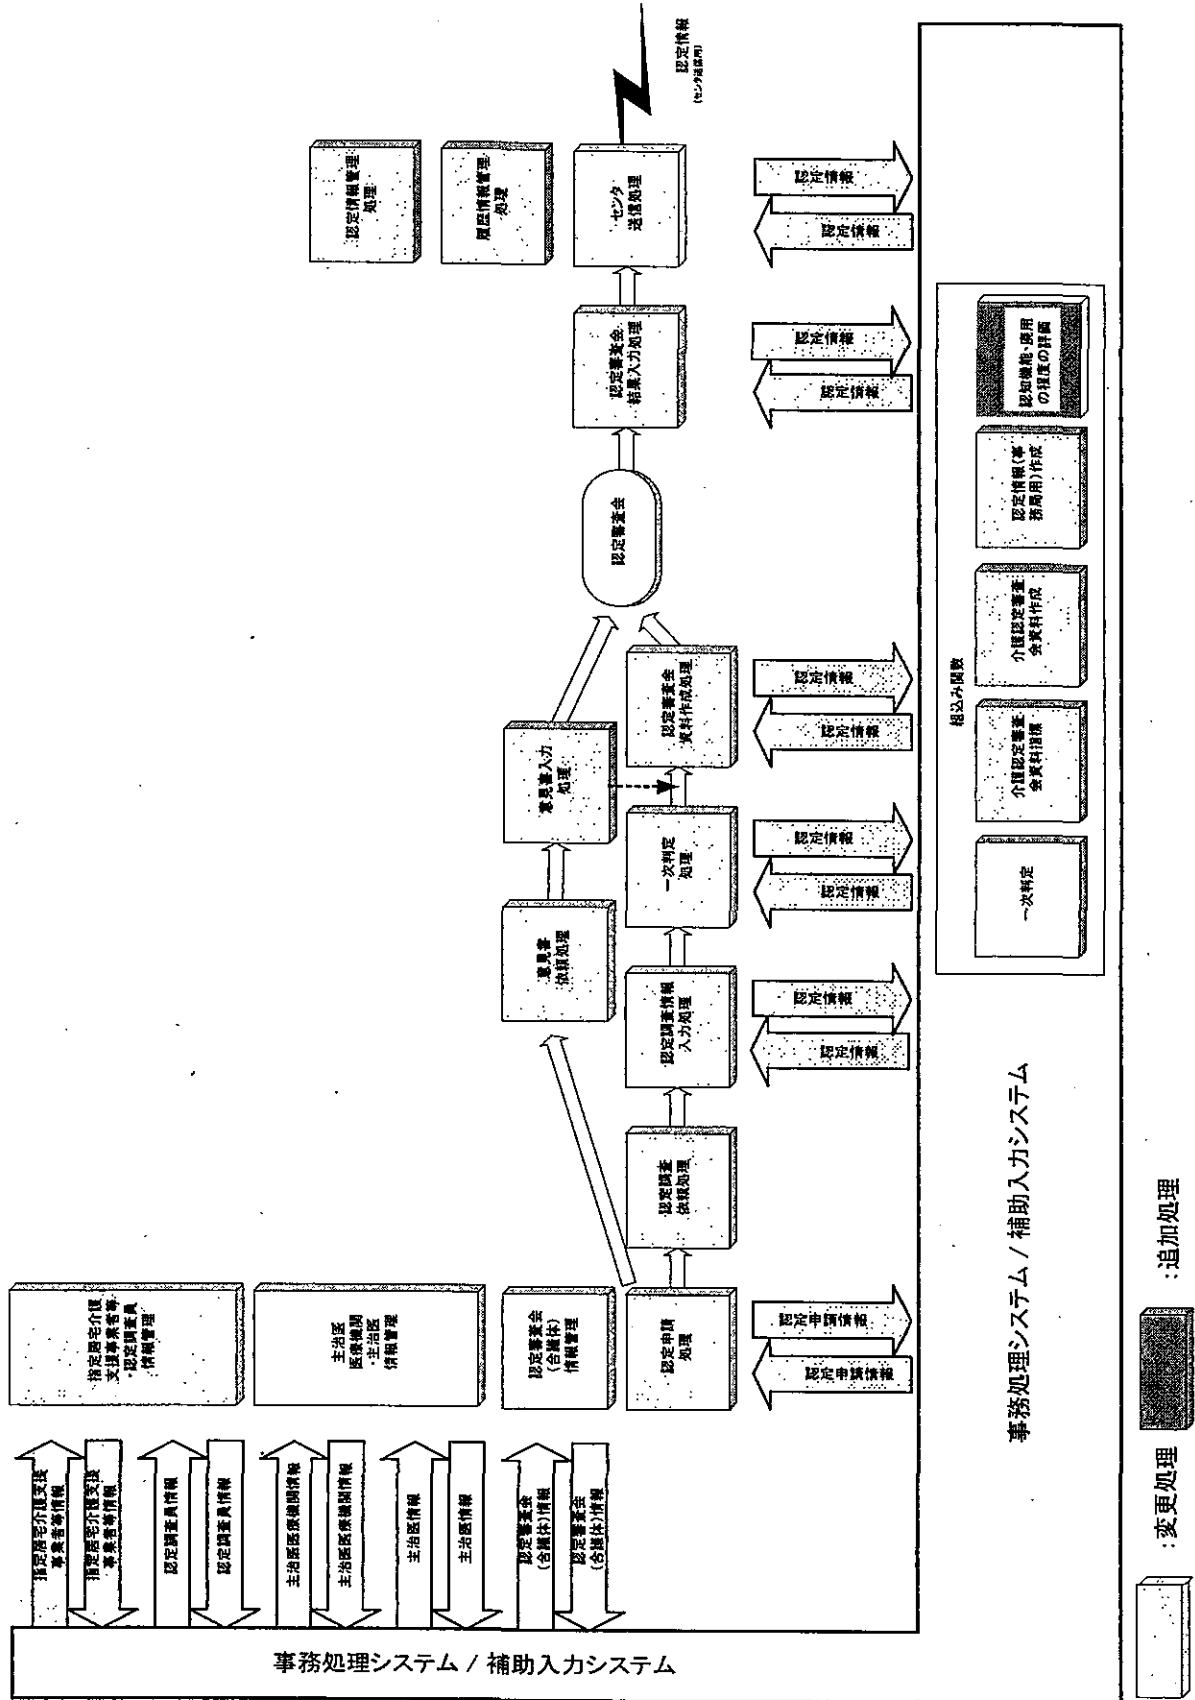 指定居宅介護支援
事業者等情報
指定居宅介護支援
事業者等情報
認定調査員情報
認定調査員情報
主治医医療機関情報
主治医医療機関情報
主治医情報
主治医情報
認定審査会
(合議体)情報
認定審査会
(合議体)情報
事務処理システム / 補助入力システム
指定居宅介護
支援事業者等
・認定調査員
情報管理
主治医
医療機関
・主治医
情報管理
認定審査会
(合議体)
情報管理
認定申請
処理
認定調査
依頼処理
認定調査情報
入力処理
一次判定
処理
認定審査会
資料作成処理
意見書
依頼処理
意見書入力
処理
認定審査会
認定審査会
結果入力処理
センタ
送信処理
認定情報管理
処理
履歴情報管理
処理
認定情報
(センタ送信用)
認定申請情報
認定申請情報
認定情報
認定情報
認定情報
認定情報
認定情報
認定情報
認定情報
認定情報
認定情報
認定情報
組込み関数
一次判定
介護認定審査
会資料指標
介護認定審査
会資料作成
認定情報(事
務局用)作成
認知機能・廃用
の程度の評価
事務処理システム / 補助入力システム
:変更処理
:追加処理